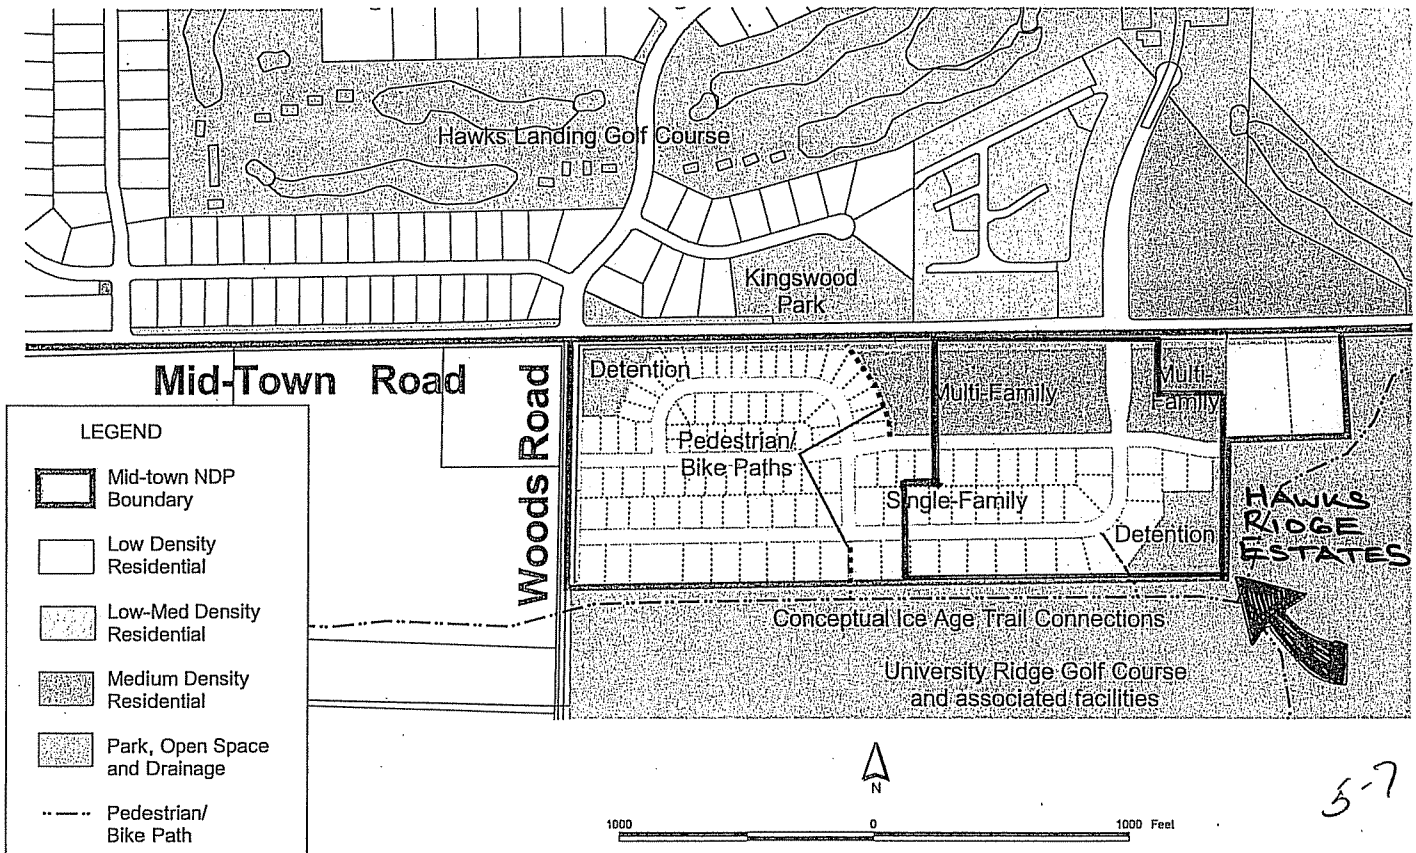 Hawks Landing Golf Course
Kingswood
Park
Mid-Town Road
Woods Road
Detention
Multi-Family
Multi-
Family
Pedestrian/
Bike Paths
Single-Family
Detention
HAWKS
RIDGE
ESTATES
Conceptual Ice Age Trail Connections
University Ridge Golf Course
and associated facilities
LEGEND
Mid-town NDP
Boundary
Low Density
Residential
Low-Med Density
Residential
Medium Density
Residential
Park, Open Space
and Drainage
Pedestrian/
Bike Path
N
1000 0 1000 Feet
5-7